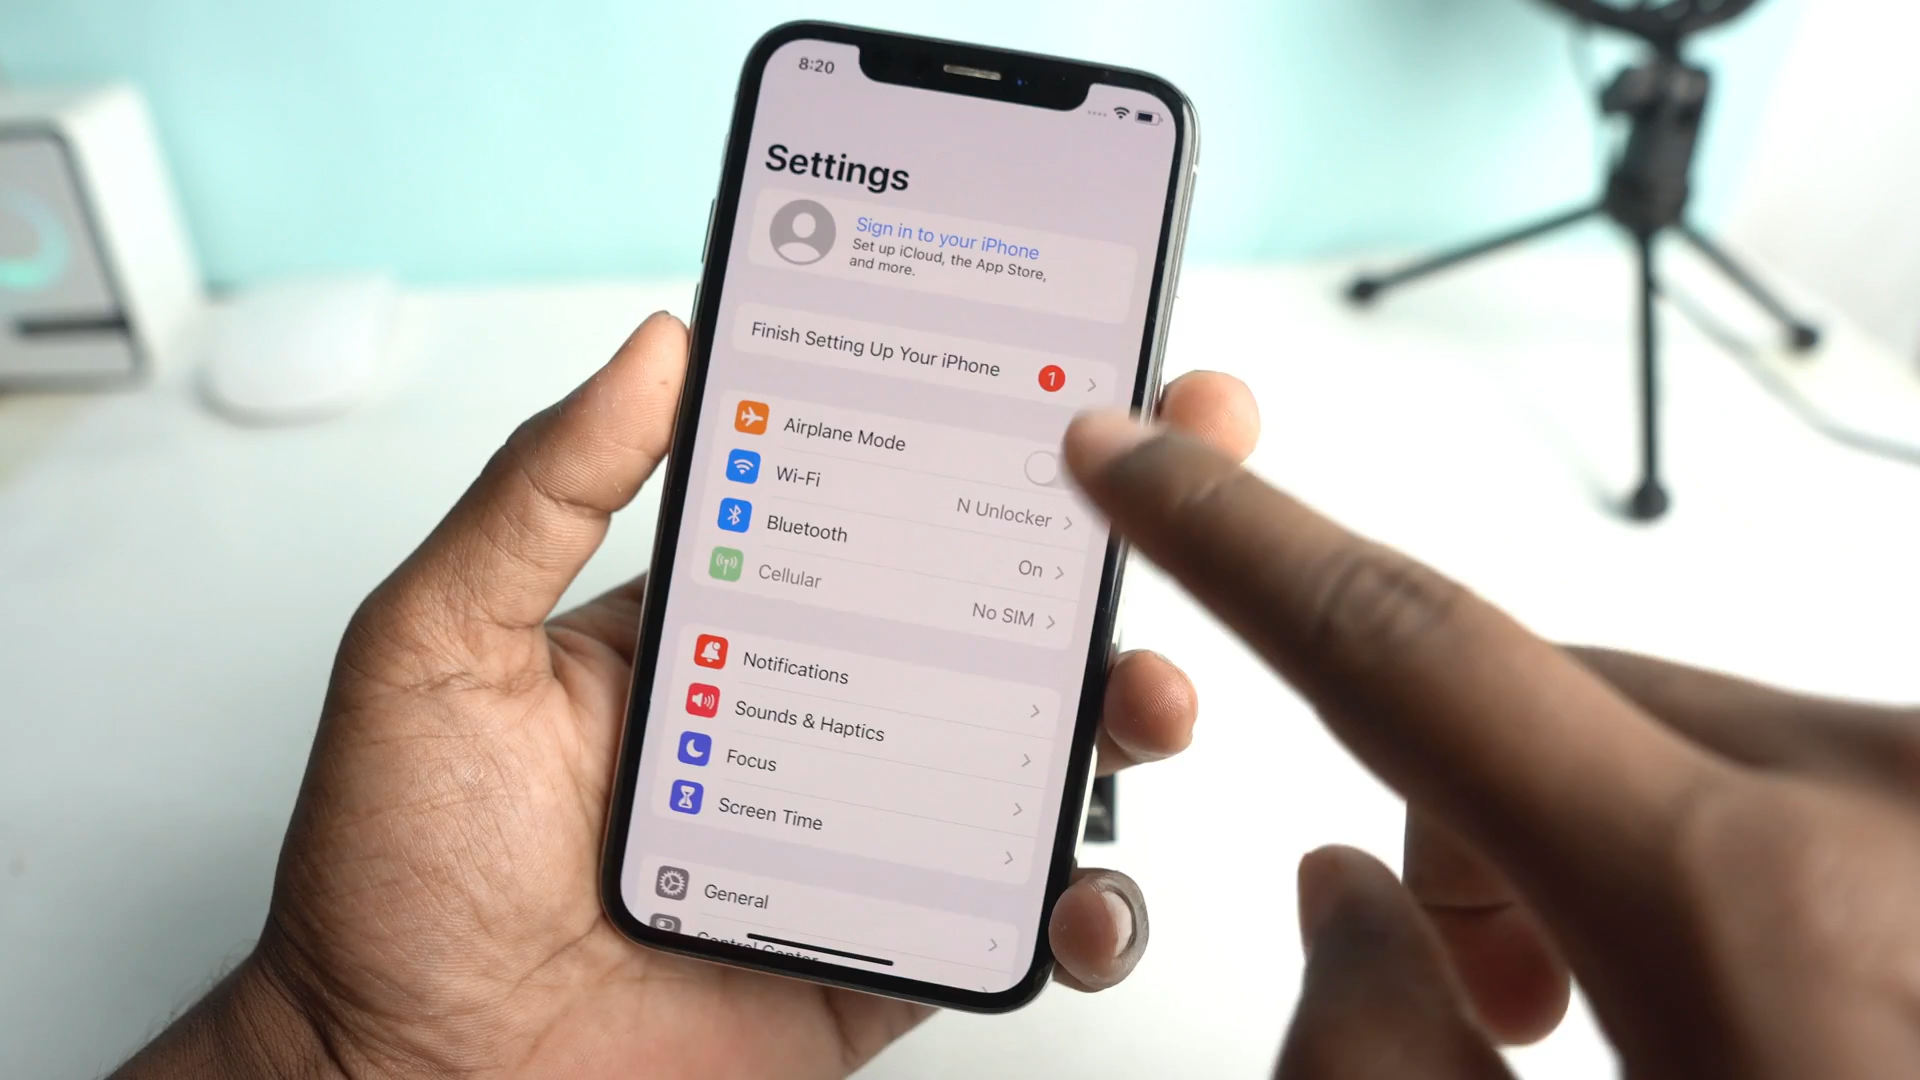 8:20
Settings
Sign in to your iPhone
Set up iCloud, the App Store,
and more.
Finish Setting Up Your iPhone 1
Airplane Mode
Wi-Fi N Unlocker
Bluetooth On
Cellular No SIM
Notifications
Sounds & Haptics
Focus
Screen Time
General
Control Center